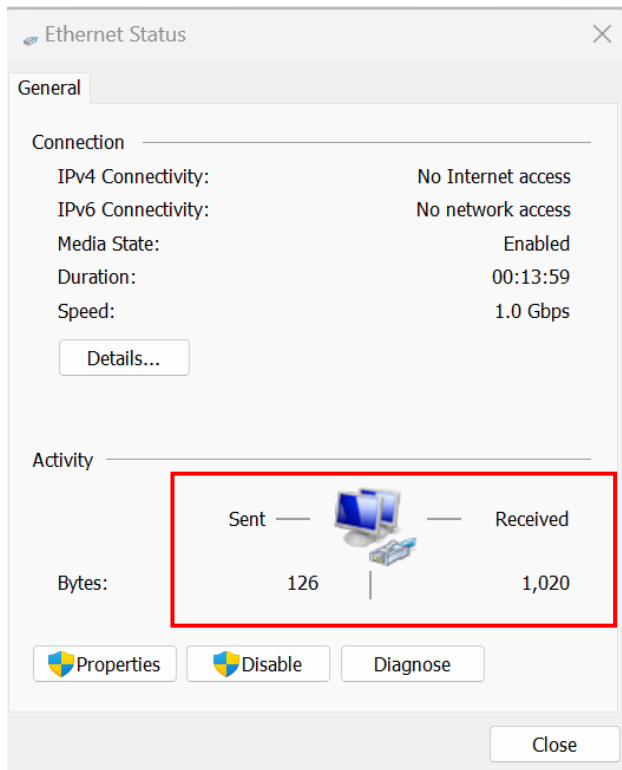 Ethernet Status
General
Connection
IPv4 Connectivity: No Internet access
IPv6 Connectivity: No network access
Media State: Enabled
Duration: 00:13:59
Speed: 1.0 Gbps
Details...
Activity
Sent Received
Bytes: 126 1,020
Properties Disable Diagnose
Close